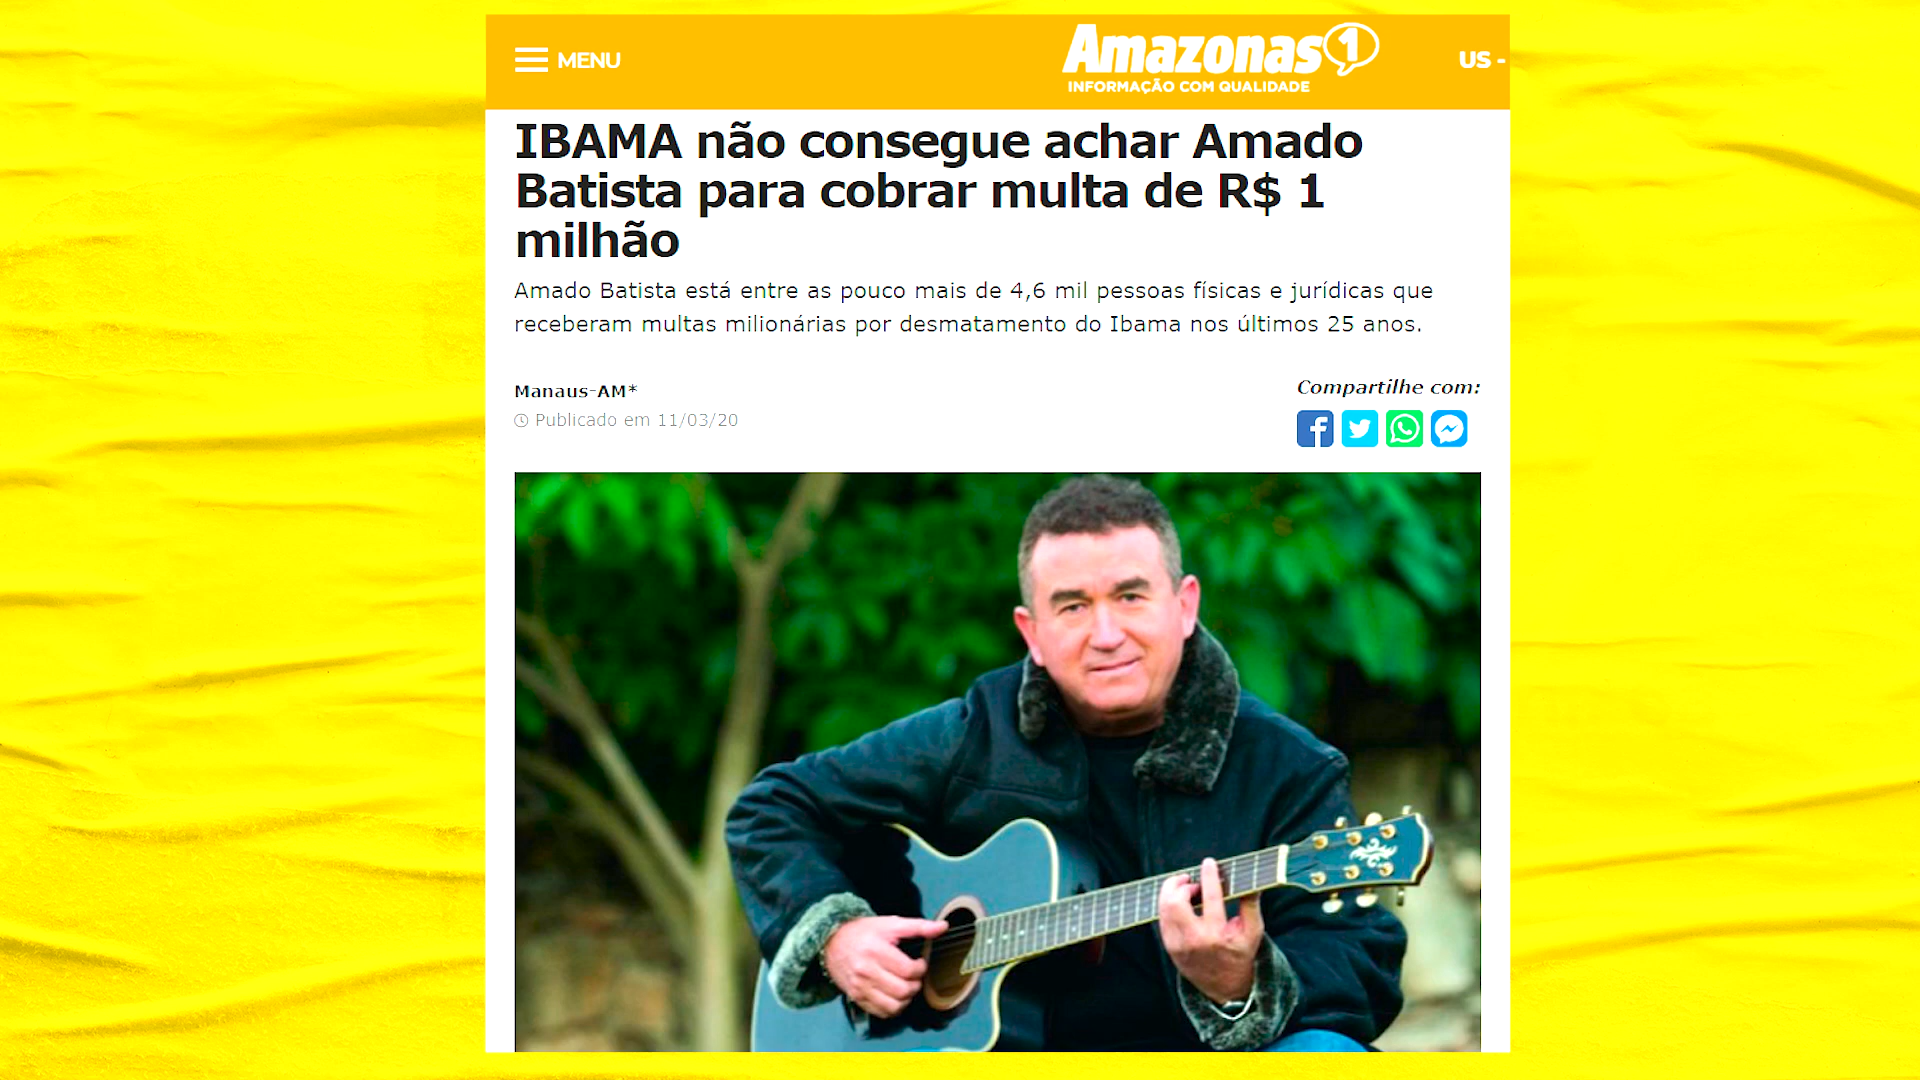 MENU
Amazonas1
INFORMAÇÃO COM QUALIDADE
US -
IBAMA não consegue achar Amado
Batista para cobrar multa de R$ 1
milhão
Amado Batista está entre as pouco mais de 4,6 mil pessoas físicas e jurídicas que
receberam multas milionárias por desmatamento do Ibama nos últimos 25 anos.
Manaus-AM*
Publicado em 11/03/20
Compartilhe com: